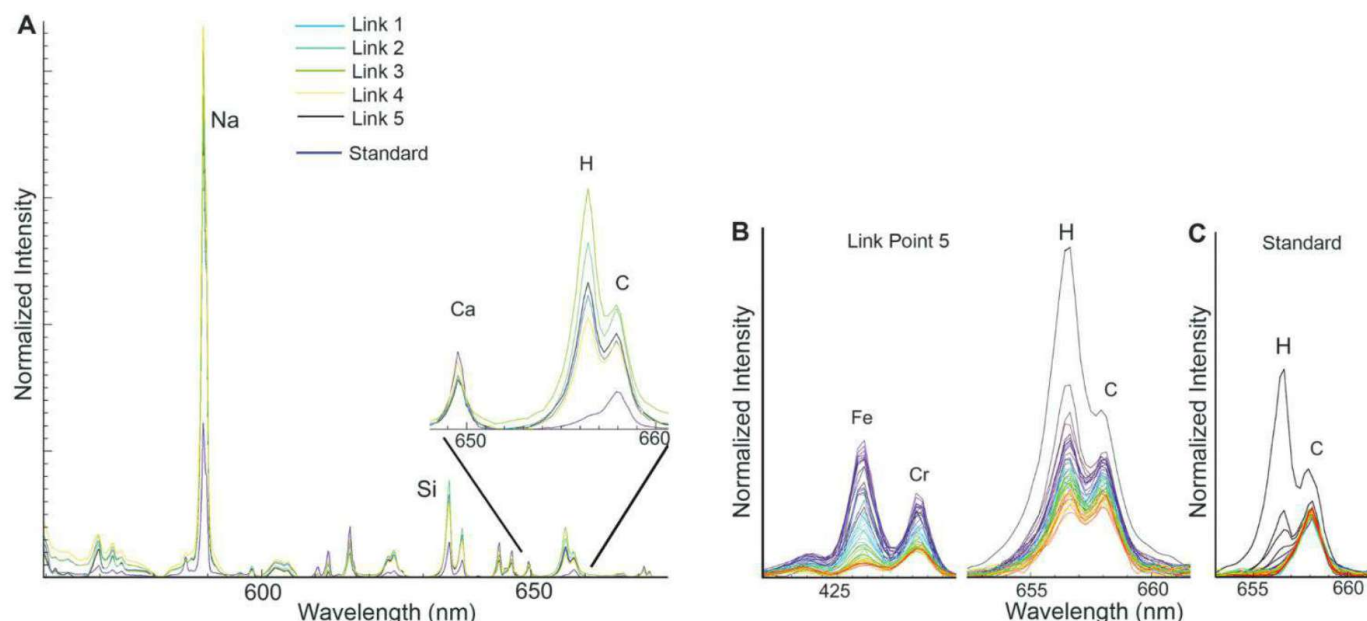 A
Link 1
Link 2
Link 3
Link 4
Link 5
Standard
Na
H
C
Ca
650
660
Si
Normalized Intensity
600
650
Wavelength (nm)
B
Link Point 5
H
C
Fe
Cr
Normalized Intensity
425
655
660
Wavelength (nm)
C
Standard
H
C
Normalized Intensity
655
660